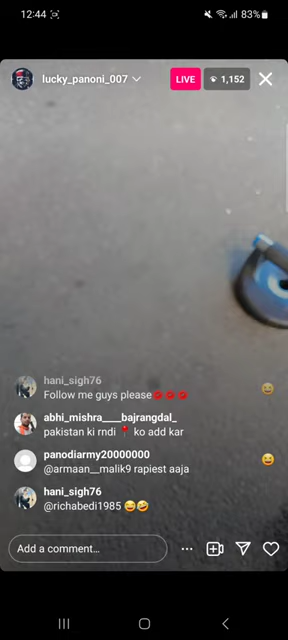 12:44 83%
lucky_panoni_007 LIVE 1,152
hani_sigh76
Follow me guys please💋💋💋
abhi_mishra____bajrangdal_
pakistan ki rndi 📍 ko add kar
panodiarmy20000000
@armaan__malik9 rapiest aaja
hani_sigh76
@richabedi1985 😂🤣
Add a comment...